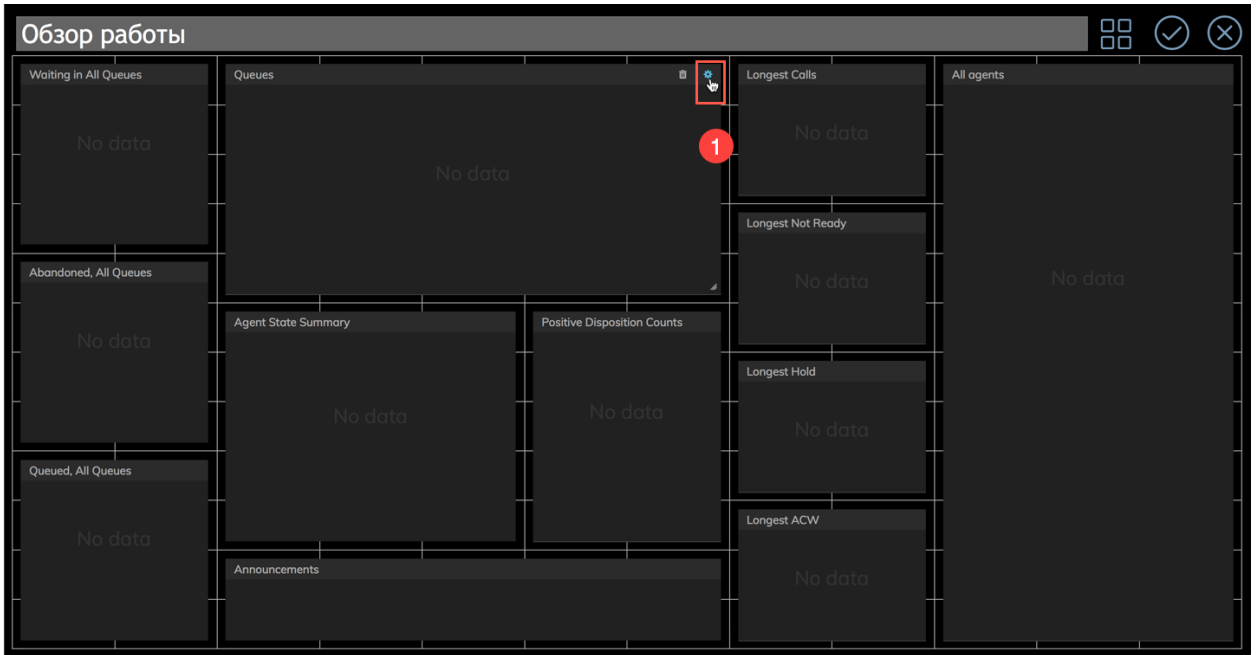 Обзор работы
Waiting in All Queues
No data
Queues
No data
Longest Calls
No data
All agents
No data
1
Longest Not Ready
No data
Abandoned, All Queues
No data
Agent State Summary
No data
Positive Disposition Counts
No data
Longest Hold
No data
Queued, All Queues
No data
Longest ACW
No data
Announcements